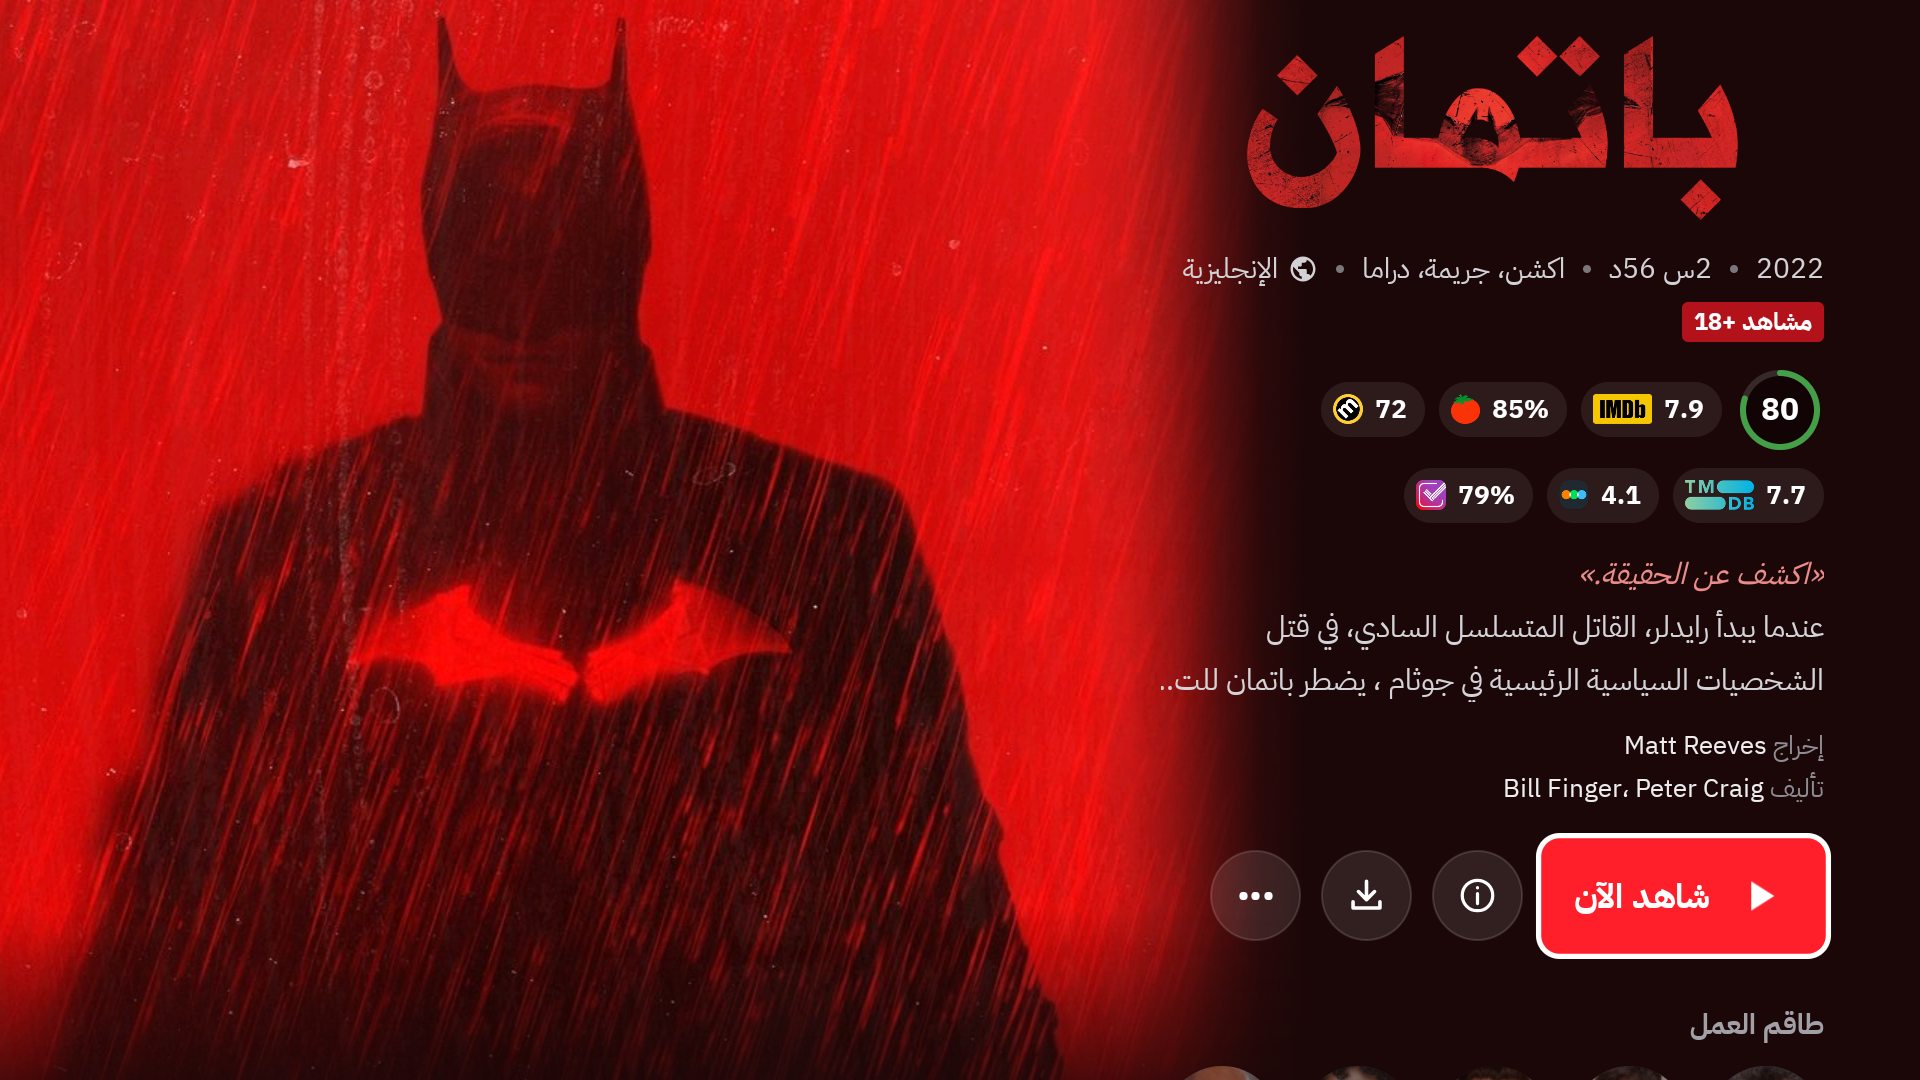 باتمان
2022 • 2س 56د • اكشن، جريمة، دراما • الإنجليزية
مشاهد +18
80 7.9 IMDb 85% 72
7.7 TMDB 4.1 79%
«اكشف عن الحقيقة.»
عندما يبدأ رايدلر، القاتل المتسلسل السادي، في قتل
الشخصيات السياسية الرئيسية في جوثام ، يضطر باتمان للت..
إخراج Matt Reeves
تأليف Bill Finger، Peter Craig
شاهد الآن
طاقم العمل